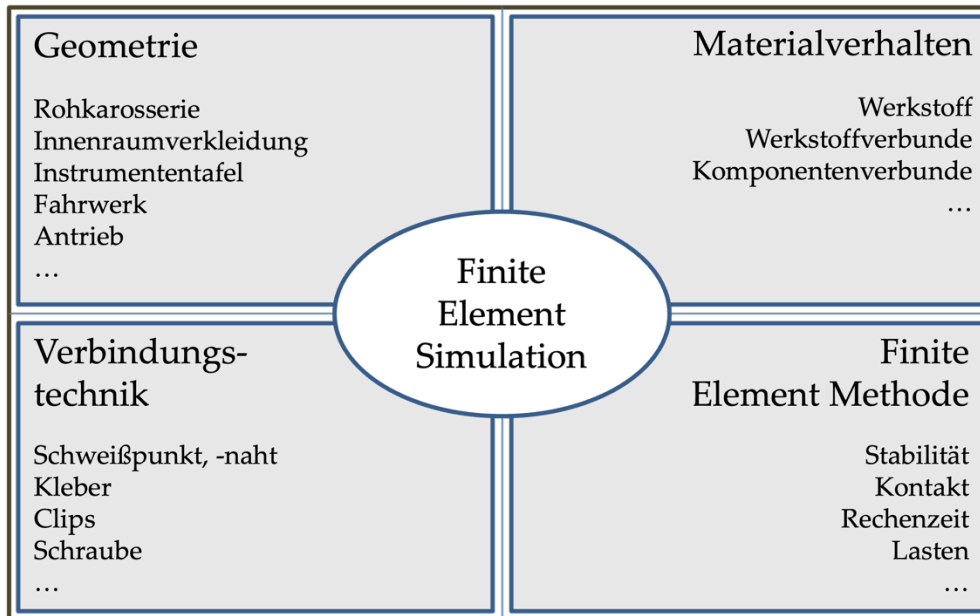 Geometrie
Rohkarosserie
Innenraumverkleidung
Instrumententafel
Fahrwerk
Antrieb
…
Materialverhalten
Werkstoff
Werkstoffverbunde
Komponentenverbunde
…
Finite
Element
Simulation
Verbindungs-
technik
Schweißpunkt, -naht
Kleber
Clips
Schraube
…
Finite
Element Methode
Stabilität
Kontakt
Rechenzeit
Lasten
…